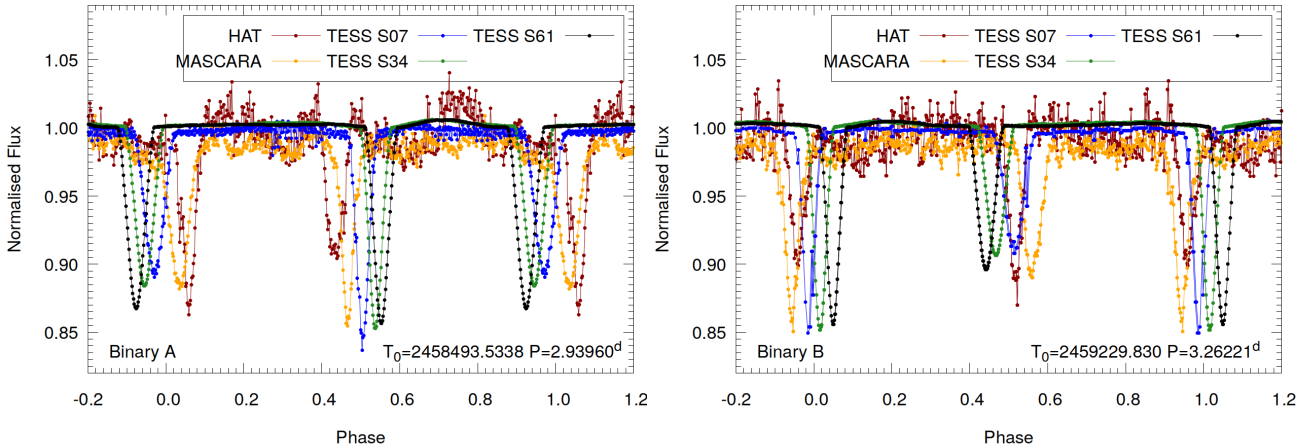 HAT TESS S07 TESS S61
MASCARA TESS S34
1.05
1.00
0.95
0.90
0.85
Normalised Flux
Binary A T₀=2458493.5338 P=2.93960ᵈ
-0.2 0.0 0.2 0.4 0.6 0.8 1.0 1.2
Phase
HAT TESS S07 TESS S61
MASCARA TESS S34
1.05
1.00
0.95
0.90
0.85
Normalised Flux
Binary B T₀=2459229.830 P=3.26221ᵈ
-0.2 0.0 0.2 0.4 0.6 0.8 1.0 1.2
Phase